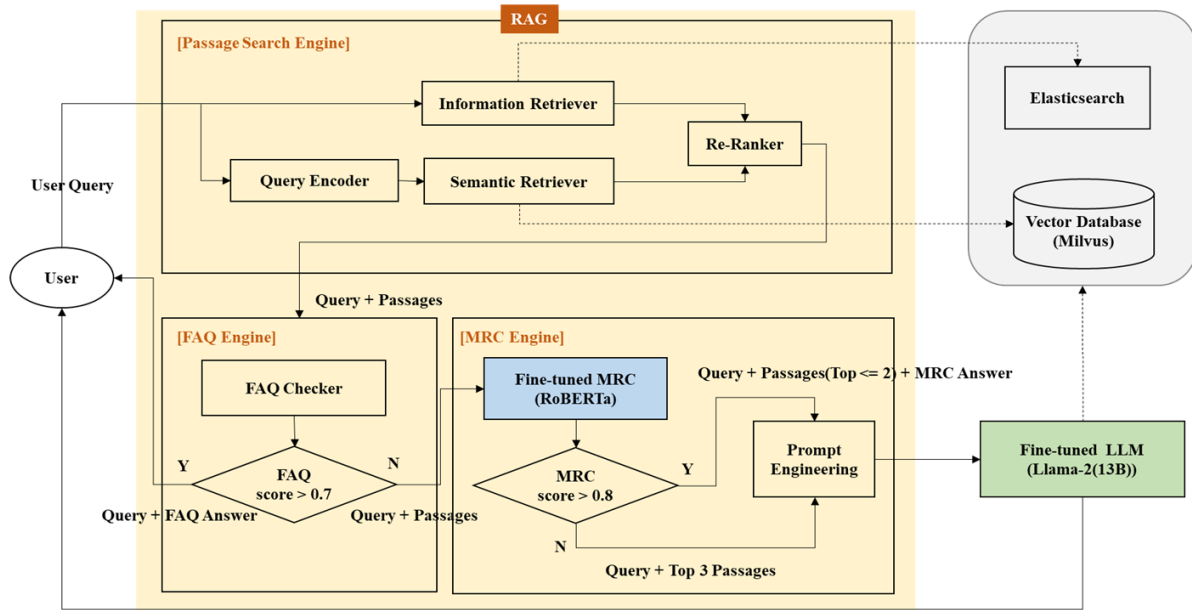 RAG
[Passage Search Engine]
Information Retriever
Elasticsearch
Re-Ranker
Query Encoder
Semantic Retriever
User Query
Vector Database
(Milvus)
User
Query + Passages
[FAQ Engine]
[MRC Engine]
FAQ Checker
Fine-tuned MRC
(RoBERTa)
Query + Passages(Top <= 2) + MRC Answer
Y
FAQ
score > 0.7
N
MRC
score > 0.8
Y
Prompt
Engineering
Fine-tuned LLM
(Llama-2(13B))
Query + FAQ Answer
Query + Passages
N
Query + Top 3 Passages